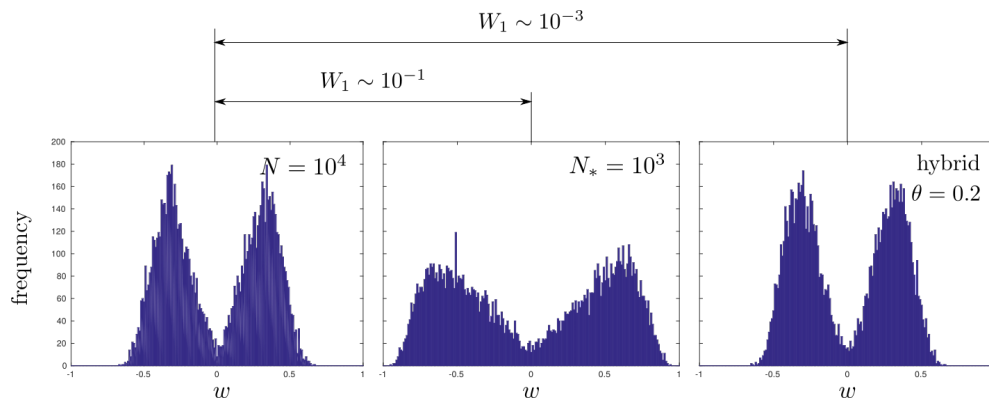 W₁ ∼ 10⁻³
W₁ ∼ 10⁻¹
N = 10⁴
N∗ = 10³
hybrid
θ = 0.2
frequency
200
180
160
140
120
100
80
60
40
20
0
-1 -0.5 0 0.5 1
-1 -0.5 0 0.5 1
-1 -0.5 0 0.5 1
w w w